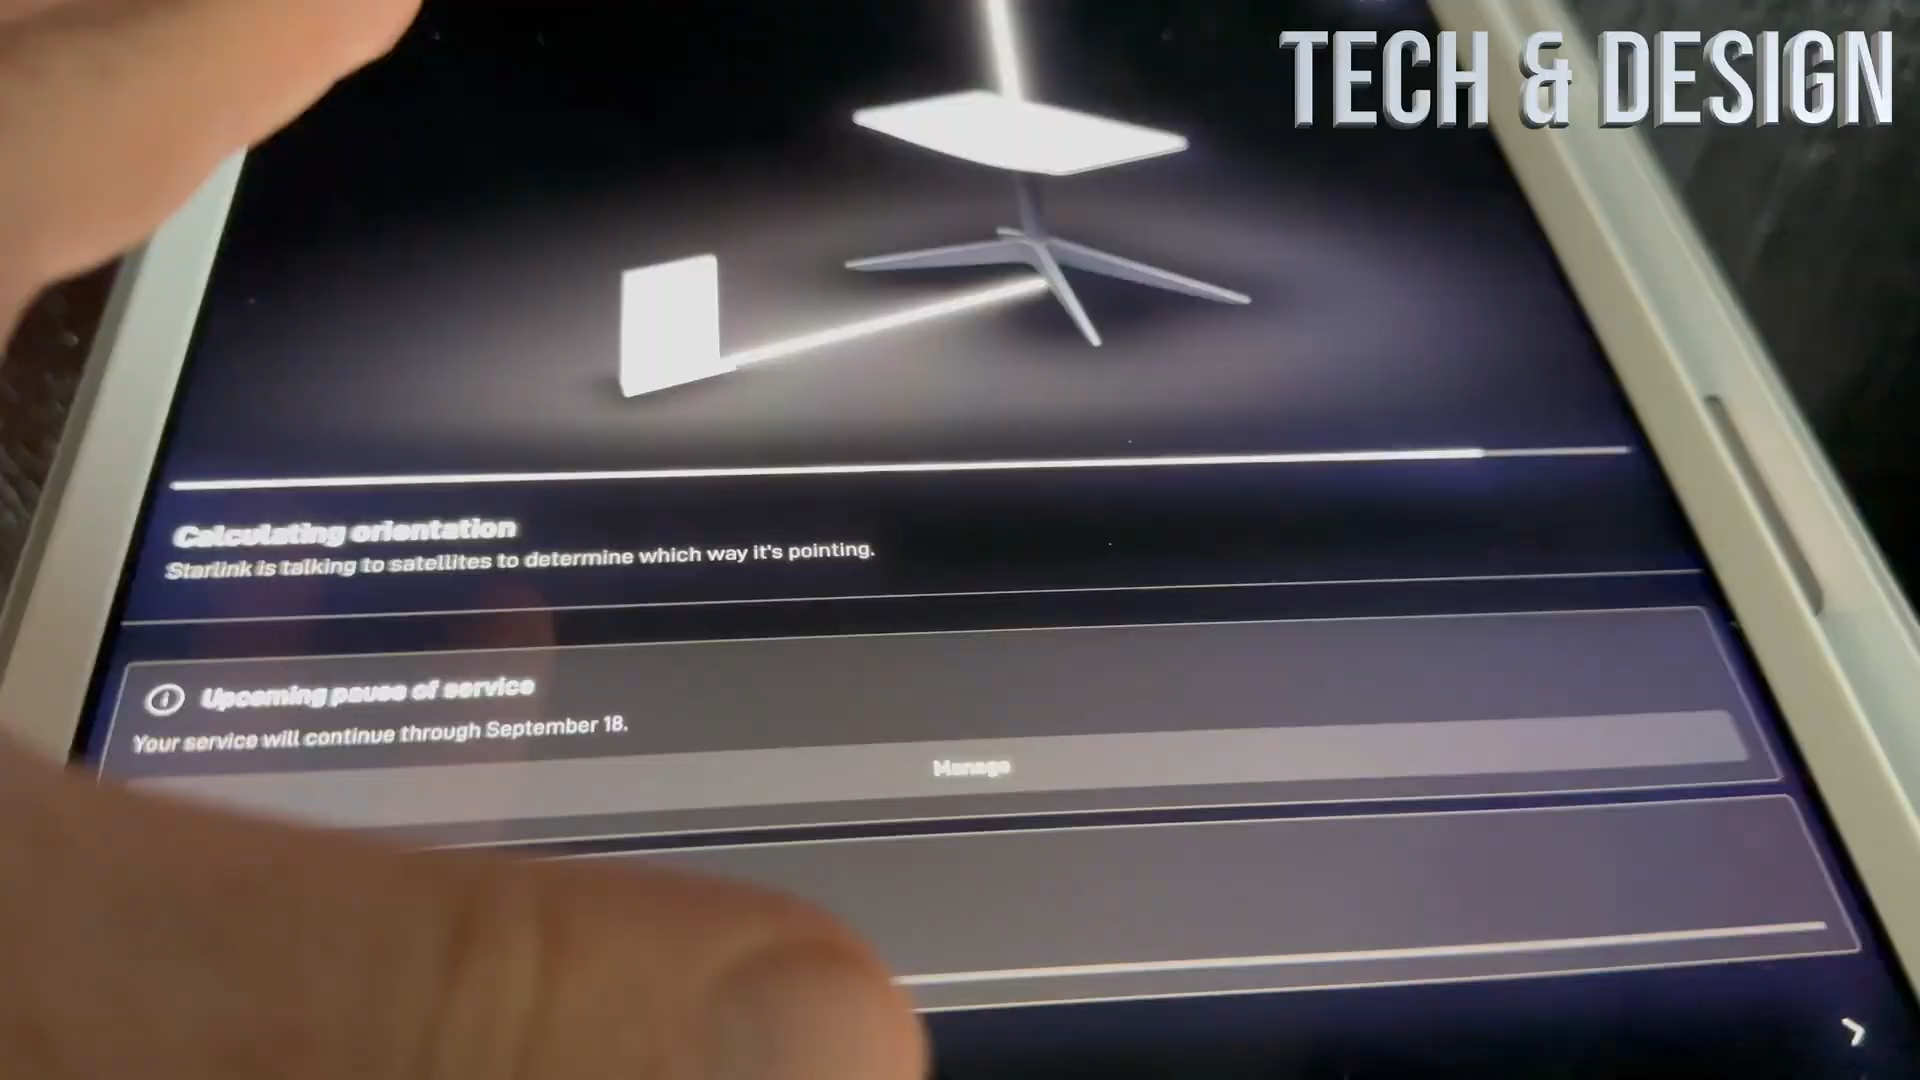 TECH & DESIGN
Calculating orientation
Starlink is talking to satellites to determine which way it's pointing.
Upcoming pause of service
Your service will continue through September 18.
Manage